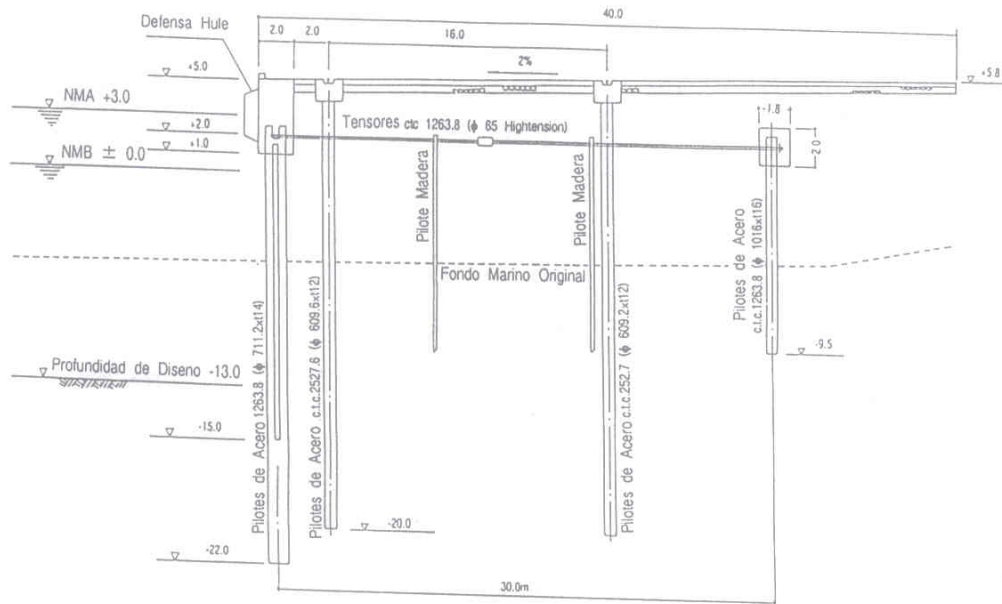 40.0
Defensa Hule
2.0
2.0
16.0
2%
+5.0
+5.8
NMA +3.0
1.8
+2.0
Tensores ctc 1263.8 (ϕ 65 Hightension)
+1.0
2.0
NMB ± 0.0
Pilote Madera
Pilote Madera
Pilotes de Acero
c.t.c.1263.8 (ϕ 1016xt16)
Fondo Marino Original
-9.5
Profundidad de Diseno -13.0
Pilotes de Acero 1263.8 (ϕ 711.2xt14)
Pilotes de Acero c.t.c.2527.6 (ϕ 609.6xt12)
Pilotes de Acero c.t.c.252.7 (ϕ 609.2xt12)
-15.0
-20.0
-22.0
30.0m